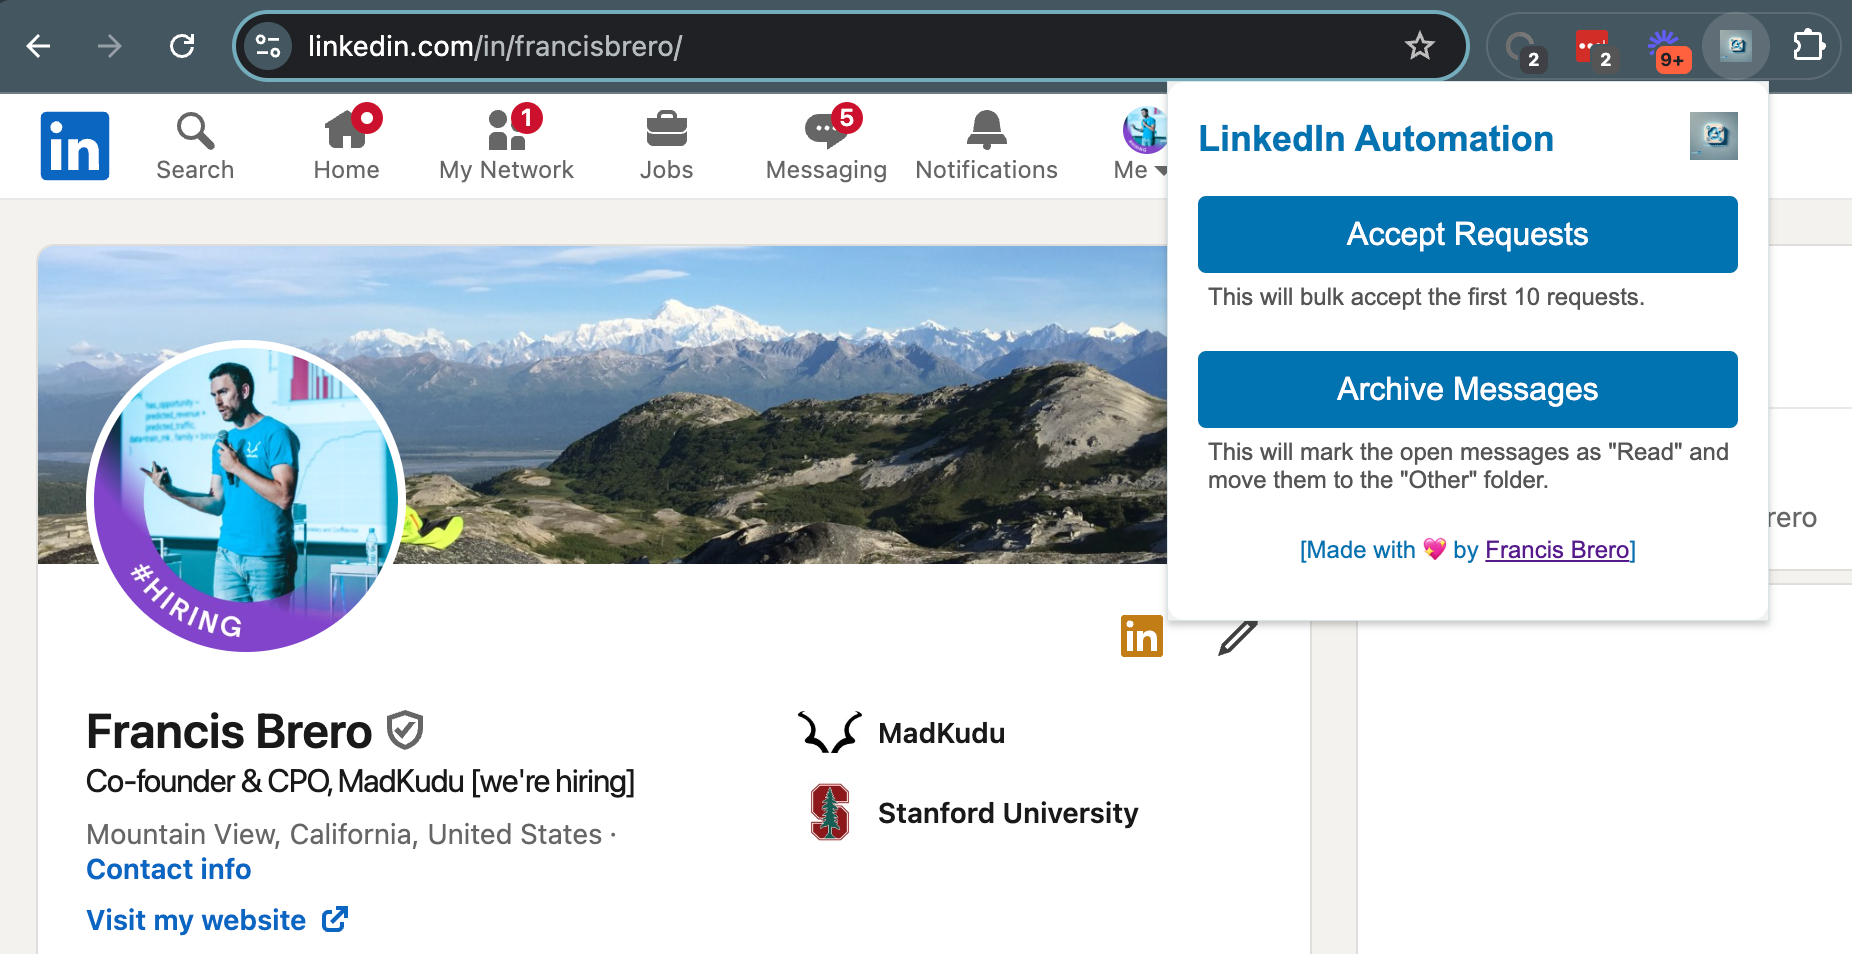 linkedin.com/in/francisbrero/
2
2
9+
in
Search
Home
1
My Network
Jobs
5
Messaging
Notifications
Me
LinkedIn Automation
Accept Requests
This will bulk accept the first 10 requests.
Archive Messages
This will mark the open messages as "Read" and
move them to the "Other" folder.
[Made with 💖 by Francis Brero]
rero
has_opportunity ~
predicted_revenue +
predicted_traffic,
#HIRING
in
Francis Brero
Co-founder & CPO, MadKudu [we're hiring]
Mountain View, California, United States ·
Contact info
Visit my website
MadKudu
S
Stanford University